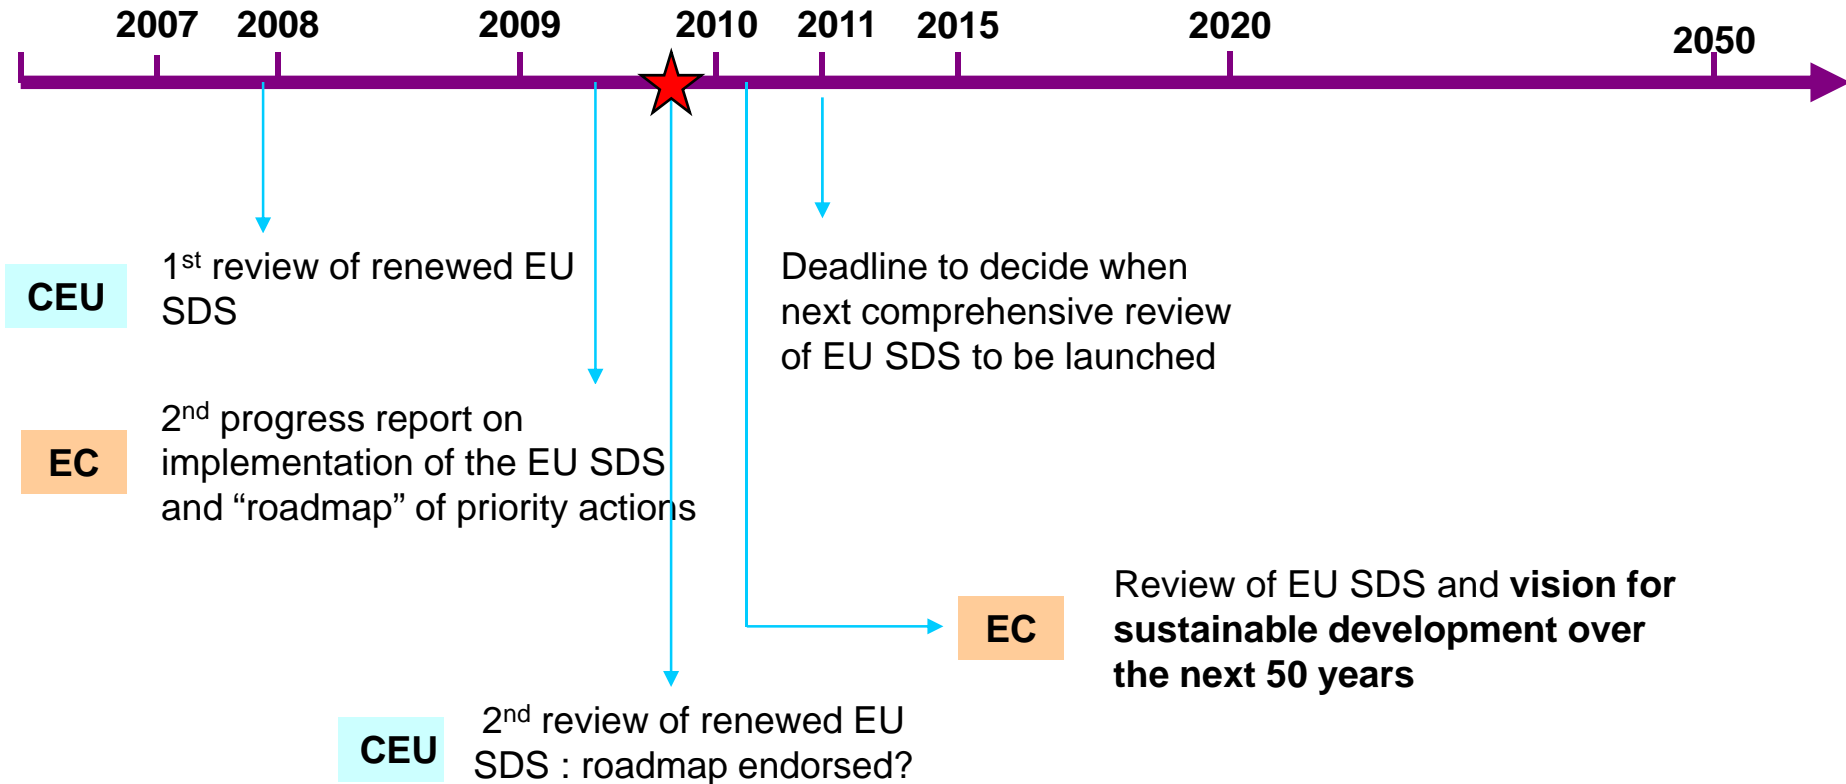 2007 2008 2009 2010 2011 2015 2020 2050
CEU
1st review of renewed EU
SDS
Deadline to decide when
next comprehensive review
of EU SDS to be launched
EC
2nd progress report on
implementation of the EU SDS
and “roadmap” of priority actions
EC
Review of EU SDS and vision for
sustainable development over
the next 50 years
CEU
2nd review of renewed EU
SDS : roadmap endorsed?